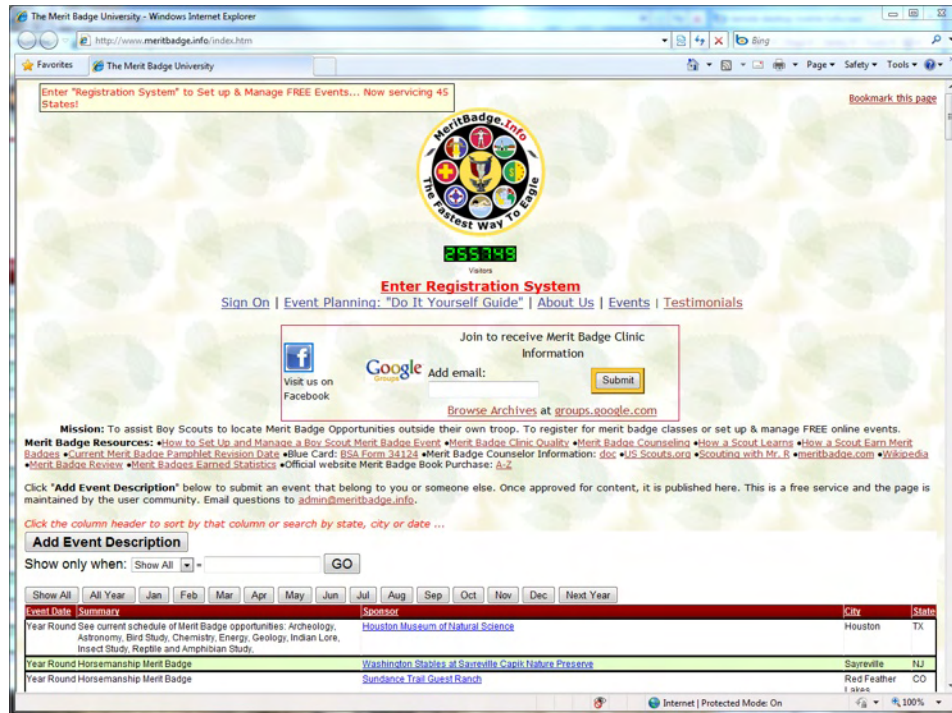 The Merit Badge University - Windows Internet Explorer
http://www.meritbadge.info/index.htm
Bing
Favorites
The Merit Badge University
Page
Safety
Tools
Enter "Registration System" to Set up & Manage FREE Events... Now servicing 45
States!
Bookmark this page
MeritBadge.Info
The Fastest Way To Eagle
255749
Visitors
Enter Registration System
Sign On | Event Planning: "Do It Yourself Guide" | About Us | Events | Testimonials
Join to receive Merit Badge Clinic
Information
Visit us on
Facebook
Google
Groups
Add email:
Submit
Browse Archives at groups.google.com
Mission: To assist Boy Scouts to locate Merit Badge Opportunities outside their own troop. To register for merit badge classes or set up & manage FREE online events.
Merit Badge Resources: •How to Set Up and Manage a Boy Scout Merit Badge Event •Merit Badge Clinic Quality •Merit Badge Counseling •How a Scout Learns •How a Scout Earn Merit
Badges •Current Merit Badge Pamphlet Revision Date •Blue Card: BSA Form 34124 •Merit Badge Counselor Information: doc •US Scouts.org •Scouting with Mr. R •meritbadge.com •Wikipedia
•Merit Badge Review •Merit Badges Earned Statistics •Official website Merit Badge Book Purchase: A-Z
Click "Add Event Description" below to submit an event that belong to you or someone else. Once approved for content, it is published here. This is a free service and the page is
maintained by the user community. Email questions to admin@meritbadge.info.
Click the column header to sort by that column or search by state, city or date ...
Add Event Description
Show only when: Show All = GO
Show All All Year Jan Feb Mar Apr May Jun Jul Aug Sep Oct Nov Dec Next Year
Event Date Summary Sponsor City State
Year Round See current schedule of Merit Badge opportunities: Archeology, Houston Museum of Natural Science Houston TX
Astronomy, Bird Study, Chemistry, Energy, Geology, Indian Lore,
Insect Study, Reptile and Amphibian Study,
Year Round Horsemanship Merit Badge Washington Stables at Sayreville Capik Nature Preserve Sayreville NJ
Year Round Horsemanship Merit Badge Sundance Trail Guest Ranch Red Feather CO
Lakes
Internet | Protected Mode: On
100%